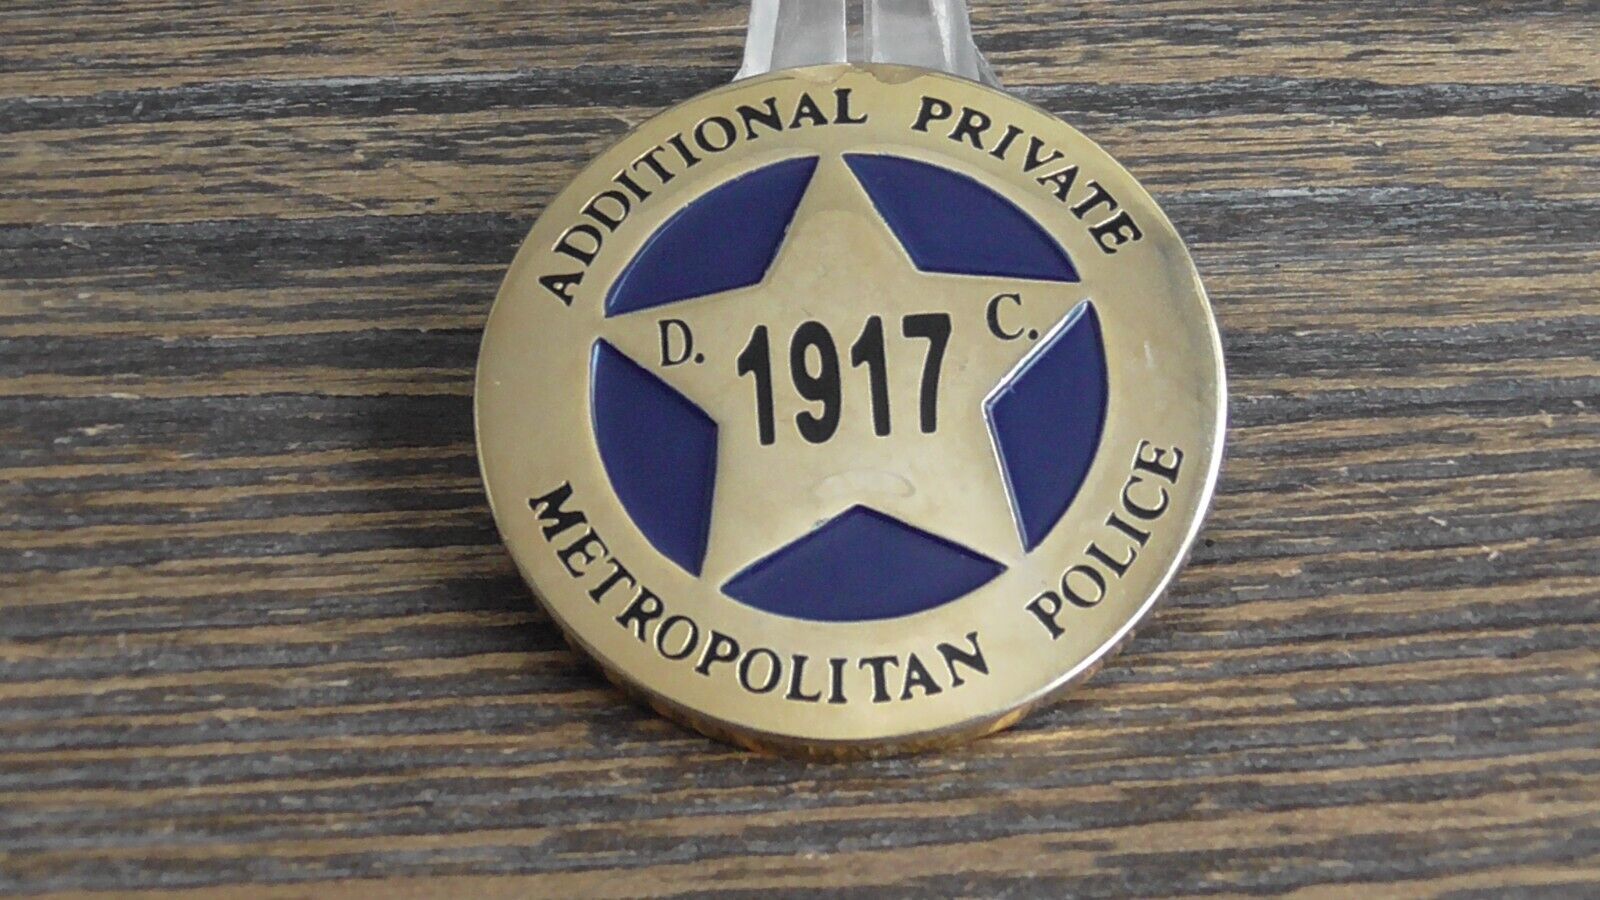 ADDITIONAL PRIVATE
D. 1917 C.
METROPOLITAN POLICE